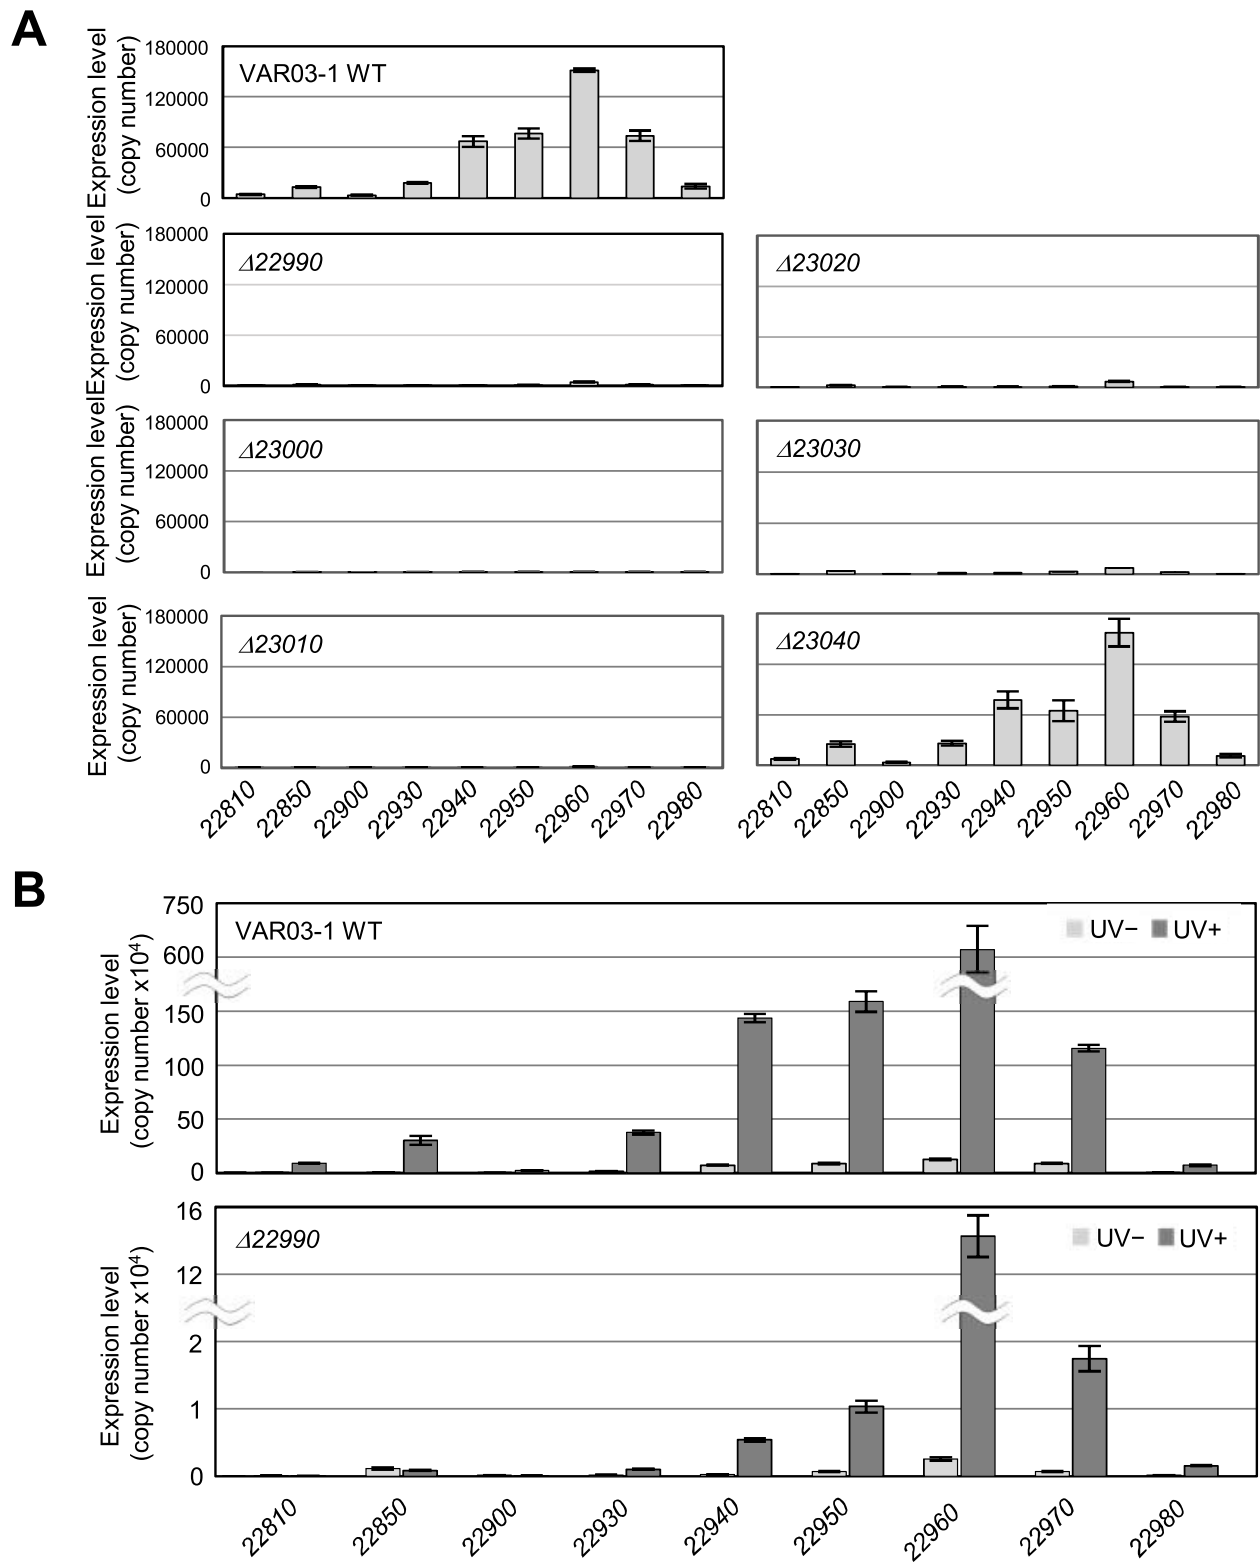 A
Expression level
(copy number)
180000
120000
60000
0
VAR03-1 WT
Expression level
(copy number)
180000
120000
60000
0
Δ22990
Δ23020
Expression level
(copy number)
180000
120000
60000
0
Δ23000
Δ23030
Expression level
(copy number)
180000
120000
60000
0
Δ23010
Δ23040
22810 22850 22900 22930 22940 22950 22960 22970 22980
22810 22850 22900 22930 22940 22950 22960 22970 22980
B
Expression level
(copy number x10⁴)
750
600
150
100
50
0
VAR03-1 WT
UV− UV+
Expression level
(copy number x10⁴)
16
12
2
1
0
Δ22990
UV− UV+
22810 22850 22900 22930 22940 22950 22960 22970 22980